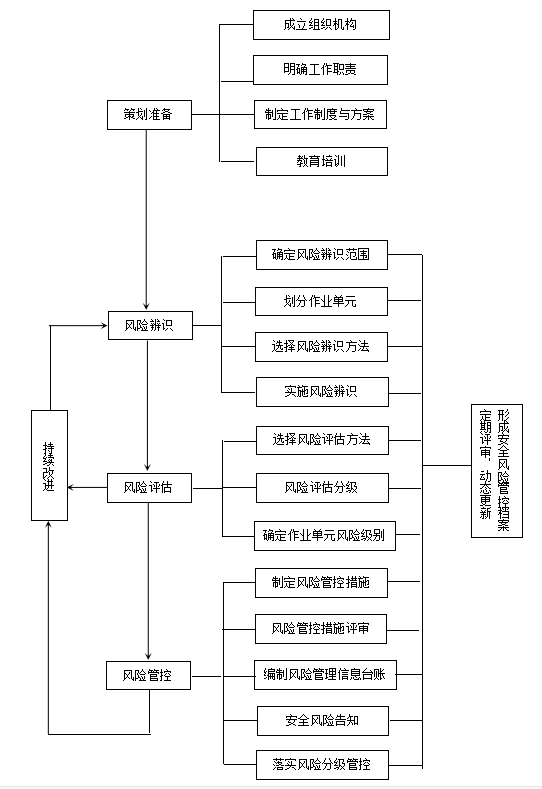 成立组织机构
明确工作职责
策划准备
制定工作制度与方案
教育培训
确定风险辨识范围
划分作业单元
风险辨识
选择风险辨识方法
实施风险辨识
选择风险评估方法
持续改进
风险评估
风险评估分级
确定作业单元风险级别
形成安全风险管控档案
定期评审，动态更新
制定风险管控措施
风险管控措施评审
风险管控
编制风险管理信息台账
安全风险告知
落实风险分级管控